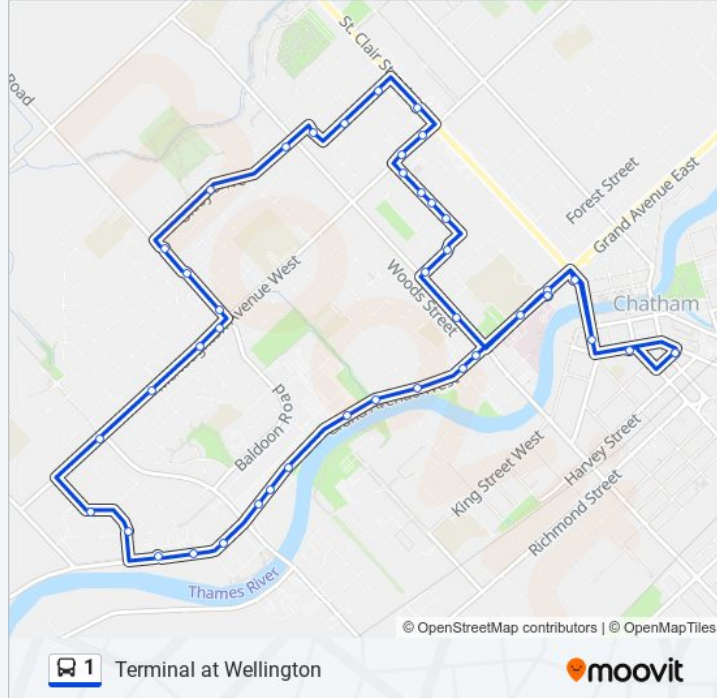 St. Clair Street
Road
Forest Street
Grand Avenue East
Chatham
Avenue West
Woods Street
Baldoon Road
King Street West
Harvey Street
Richmond Street
Thames River
© OpenStreetMap contributors | © OpenMapTiles
1 Terminal at Wellington
moovit